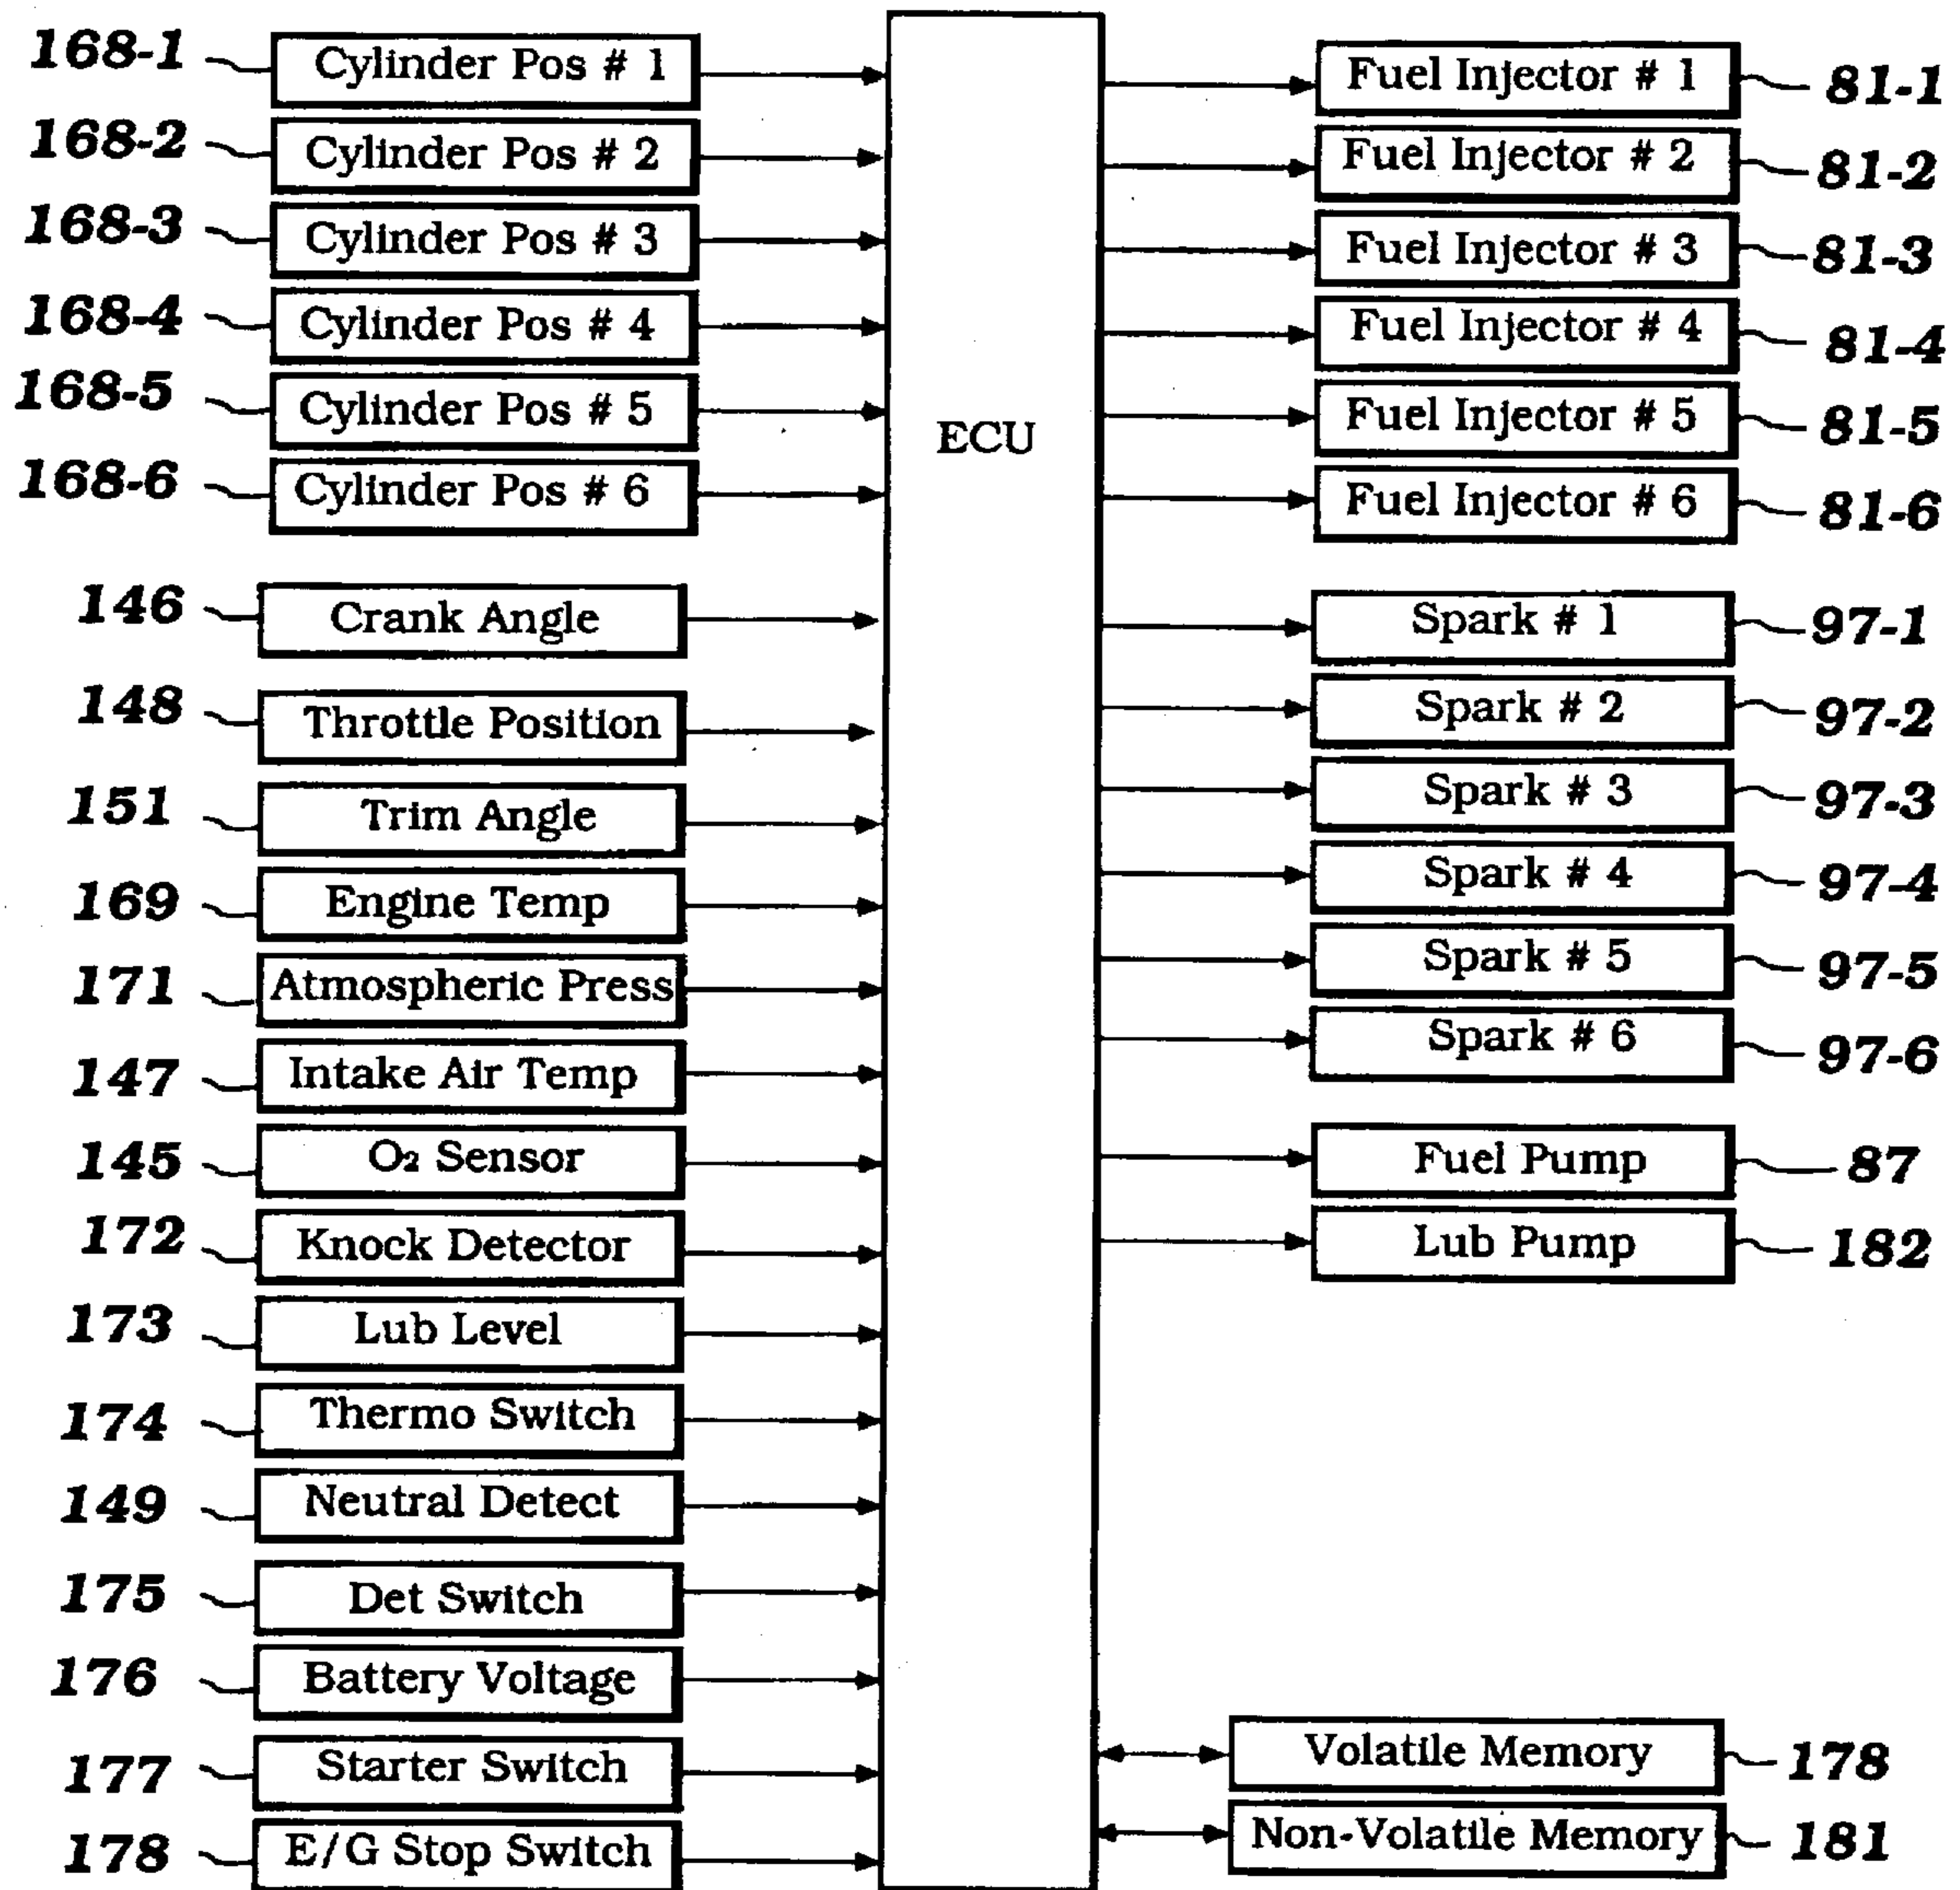 168-1 Cylinder Pos # 1
168-2 Cylinder Pos # 2
168-3 Cylinder Pos # 3
168-4 Cylinder Pos # 4
168-5 Cylinder Pos # 5
168-6 Cylinder Pos # 6
146 Crank Angle
148 Throttle Position
151 Trim Angle
169 Engine Temp
171 Atmospheric Press
147 Intake Air Temp
145 O₂ Sensor
172 Knock Detector
173 Lub Level
174 Thermo Switch
149 Neutral Detect
175 Det Switch
176 Battery Voltage
177 Starter Switch
178 E/G Stop Switch
ECU
Fuel Injector # 1 81-1
Fuel Injector # 2 81-2
Fuel Injector # 3 81-3
Fuel Injector # 4 81-4
Fuel Injector # 5 81-5
Fuel Injector # 6 81-6
Spark # 1 97-1
Spark # 2 97-2
Spark # 3 97-3
Spark # 4 97-4
Spark # 5 97-5
Spark # 6 97-6
Fuel Pump 87
Lub Pump 182
Volatile Memory 178
Non-Volatile Memory 181